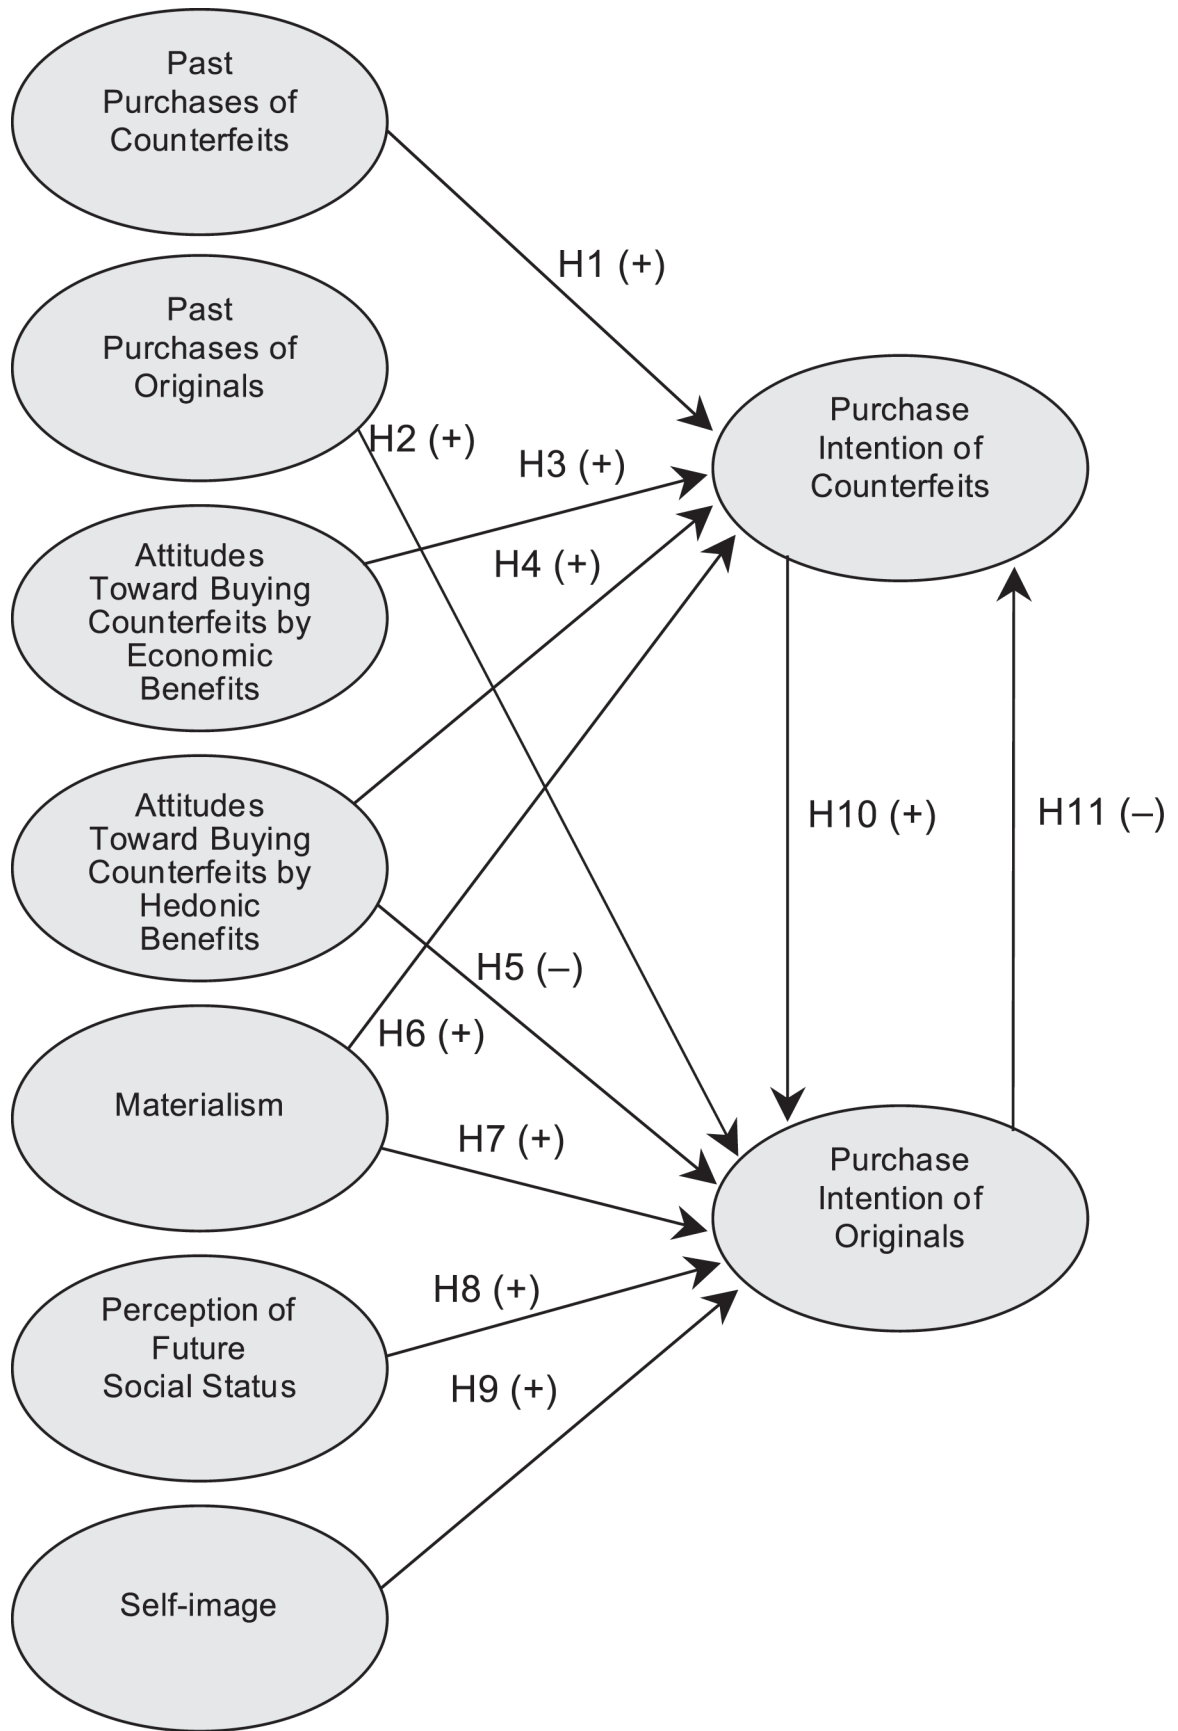 Past
Purchases of
Counterfeits
H1 (+)
Past
Purchases of
Originals
H2 (+)
H3 (+)
Purchase
Intention of
Counterfeits
Attitudes
Toward Buying
Counterfeits by
Economic
Benefits
H4 (+)
Attitudes
Toward Buying
Counterfeits by
Hedonic
Benefits
H10 (+)
H11 (–)
H5 (–)
H6 (+)
Materialism
H7 (+)
Purchase
Intention of
Originals
Perception of
Future
Social Status
H8 (+)
H9 (+)
Self-image